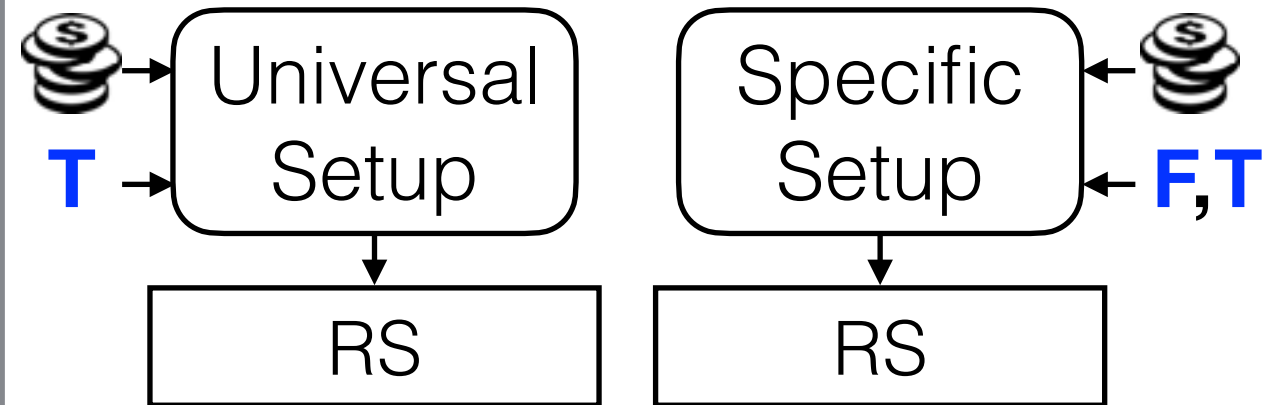 Universal
Setup
T
RS
Specific
Setup
F,T
RS